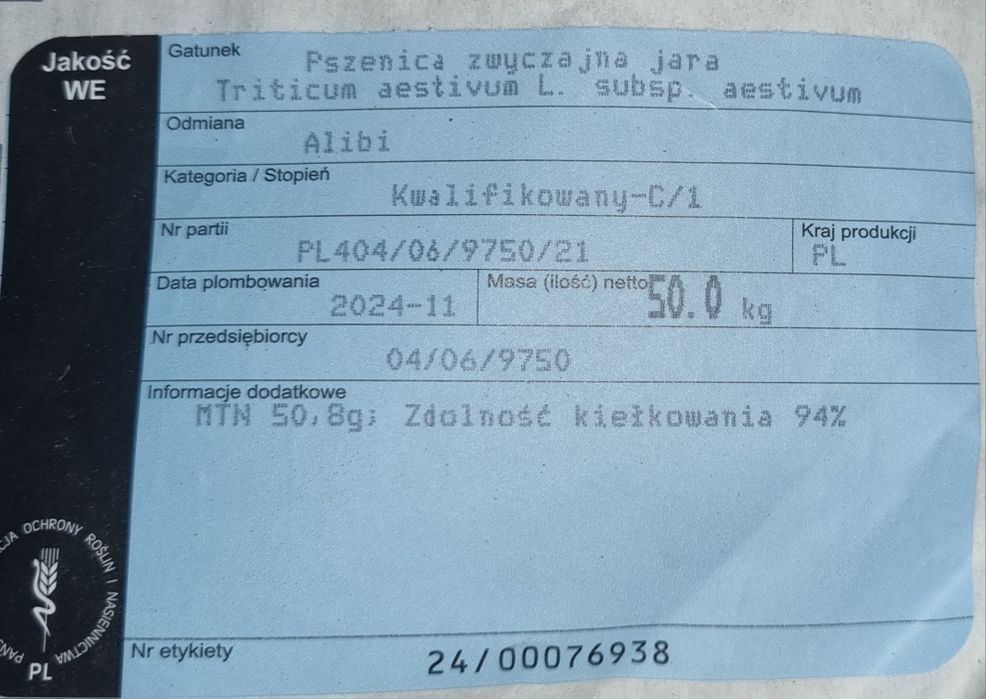 Jakość
WE
Gatunek
Pszenica zwyczajna jara
Triticum aestivum L. subsp. aestivum
Odmiana
Alibi
Kategoria / Stopień
Kwalifikowany-C/1
Nr partii
PL404/06/9750/21
Kraj produkcji
PL
Data plombowania
2024-11
Masa (ilość) netto
50.0 kg
Nr przedsiębiorcy
04/06/9750
Informacje dodatkowe
MTN 50,8g; Zdolność kiełkowania 94%
OCHRONY ROŚLIN I NASIENNICTWA
PL
Nr etykiety
24/00076938